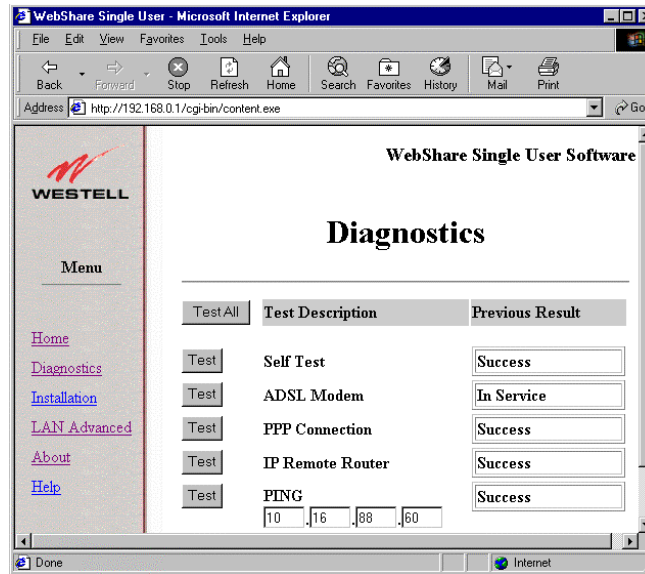 WebShare Single User - Microsoft Internet Explorer
File Edit View Favorites Tools Help
Back Forward Stop Refresh Home Search Favorites History Mail Print
Address http://192.168.0.1/cgi-bin/content.exe Go
WESTELL
WebShare Single User Software
Diagnostics
Menu
Test All Test Description Previous Result
Home
Diagnostics
Installation
LAN Advanced
About
Help
Test Self Test Success
Test ADSL Modem In Service
Test PPP Connection Success
Test IP Remote Router Success
Test PING Success
10 .16 .88 .60
Done Internet